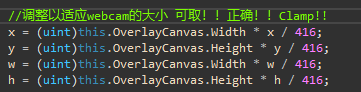 //调整以适应webcam的大小 可取！！正确！！Clamp!!
x = (uint)this.OverlayCanvas.Width * x / 416;
y = (uint)this.OverlayCanvas.Height * y / 416;
w = (uint)this.OverlayCanvas.Width * w / 416;
h = (uint)this.OverlayCanvas.Height * h / 416;